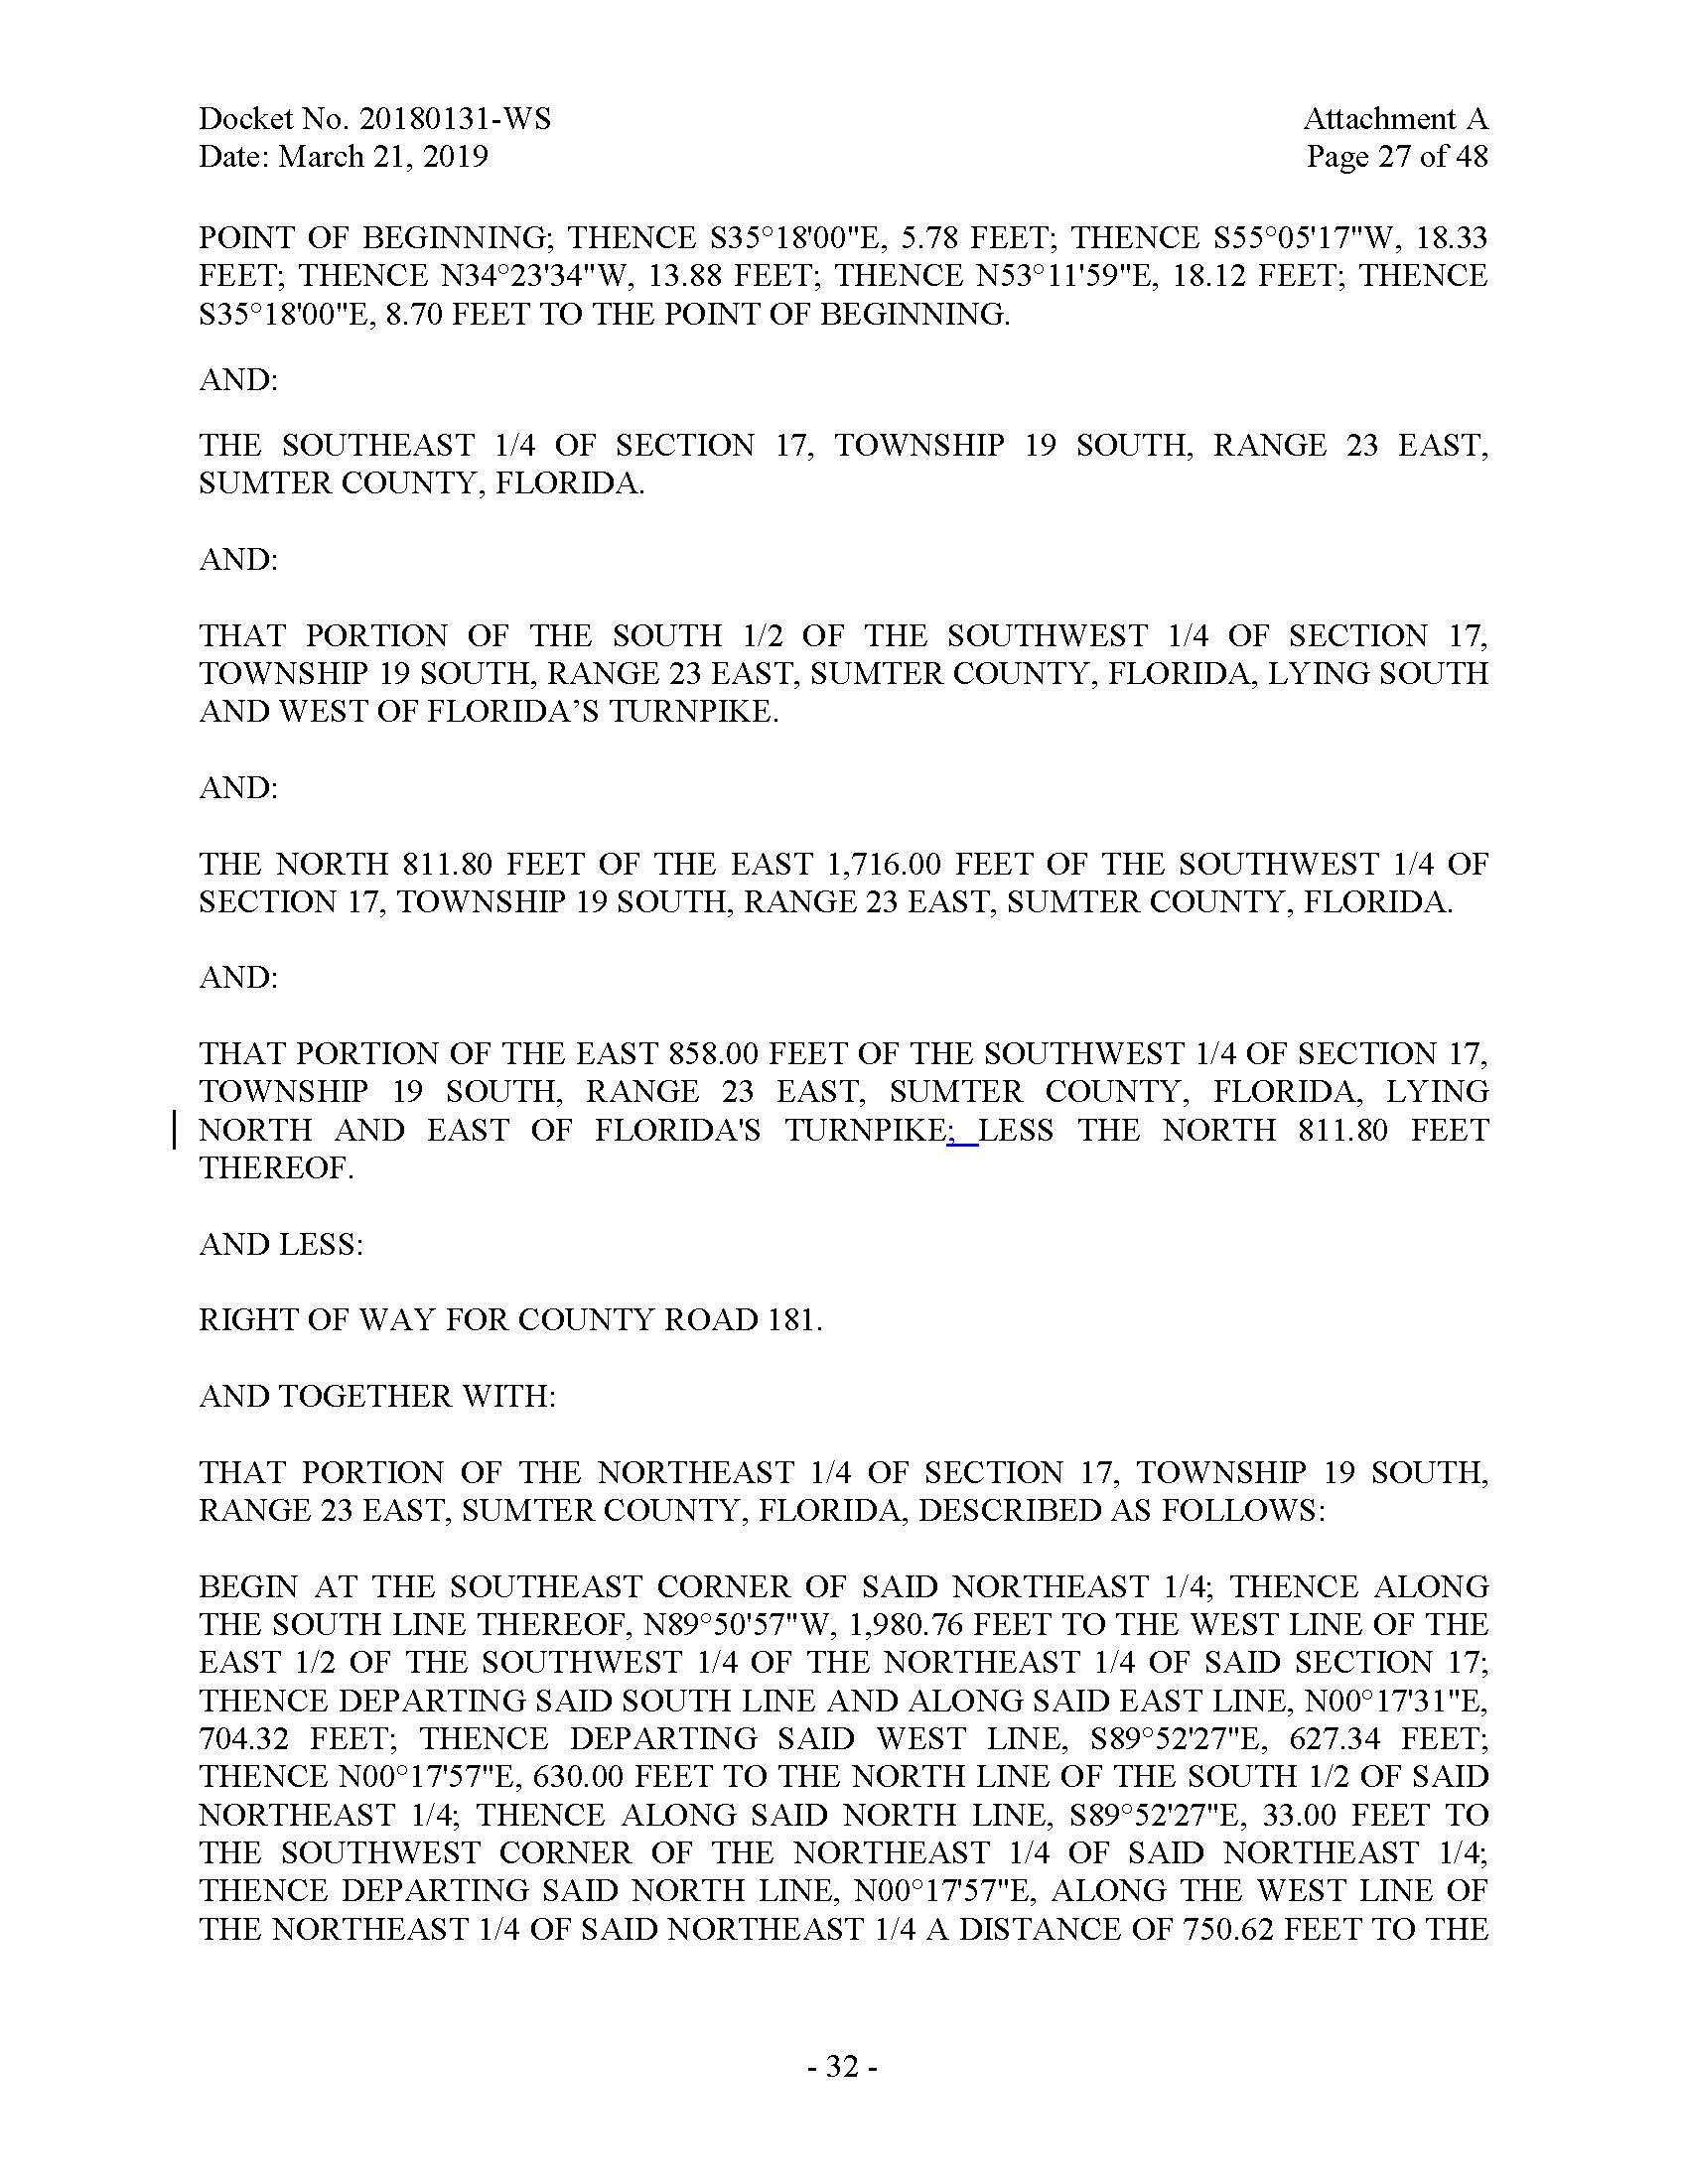 Docket No. 20180131-WS Attachment A
Date: March 21, 2019 Page 27 of 48
POINT OF BEGINNING; THENCE S35°18'00"E, 5.78 FEET; THENCE S55°05'17"W, 18.33
FEET; THENCE N34°23'34"W, 13.88 FEET; THENCE N53°11'59"E, 18.12 FEET; THENCE
S35°18'00"E, 8.70 FEET TO THE POINT OF BEGINNING.
AND:
THE SOUTHEAST 1/4 OF SECTION 17, TOWNSHIP 19 SOUTH, RANGE 23 EAST,
SUMTER COUNTY, FLORIDA.
AND:
THAT PORTION OF THE SOUTH 1/2 OF THE SOUTHWEST 1/4 OF SECTION 17,
TOWNSHIP 19 SOUTH, RANGE 23 EAST, SUMTER COUNTY, FLORIDA, LYING SOUTH
AND WEST OF FLORIDA’S TURNPIKE.
AND:
THE NORTH 811.80 FEET OF THE EAST 1,716.00 FEET OF THE SOUTHWEST 1/4 OF
SECTION 17, TOWNSHIP 19 SOUTH, RANGE 23 EAST, SUMTER COUNTY, FLORIDA.
AND:
THAT PORTION OF THE EAST 858.00 FEET OF THE SOUTHWEST 1/4 OF SECTION 17,
TOWNSHIP 19 SOUTH, RANGE 23 EAST, SUMTER COUNTY, FLORIDA, LYING
NORTH AND EAST OF FLORIDA'S TURNPIKE; LESS THE NORTH 811.80 FEET
THEREOF.
AND LESS:
RIGHT OF WAY FOR COUNTY ROAD 181.
AND TOGETHER WITH:
THAT PORTION OF THE NORTHEAST 1/4 OF SECTION 17, TOWNSHIP 19 SOUTH,
RANGE 23 EAST, SUMTER COUNTY, FLORIDA, DESCRIBED AS FOLLOWS:
BEGIN AT THE SOUTHEAST CORNER OF SAID NORTHEAST 1/4; THENCE ALONG
THE SOUTH LINE THEREOF, N89°50'57"W, 1,980.76 FEET TO THE WEST LINE OF THE
EAST 1/2 OF THE SOUTHWEST 1/4 OF THE NORTHEAST 1/4 OF SAID SECTION 17;
THENCE DEPARTING SAID SOUTH LINE AND ALONG SAID EAST LINE, N00°17'31"E,
704.32 FEET; THENCE DEPARTING SAID WEST LINE, S89°52'27"E, 627.34 FEET;
THENCE N00°17'57"E, 630.00 FEET TO THE NORTH LINE OF THE SOUTH 1/2 OF SAID
NORTHEAST 1/4; THENCE ALONG SAID NORTH LINE, S89°52'27"E, 33.00 FEET TO
THE SOUTHWEST CORNER OF THE NORTHEAST 1/4 OF SAID NORTHEAST 1/4;
THENCE DEPARTING SAID NORTH LINE, N00°17'57"E, ALONG THE WEST LINE OF
THE NORTHEAST 1/4 OF SAID NORTHEAST 1/4 A DISTANCE OF 750.62 FEET TO THE
- 32 -